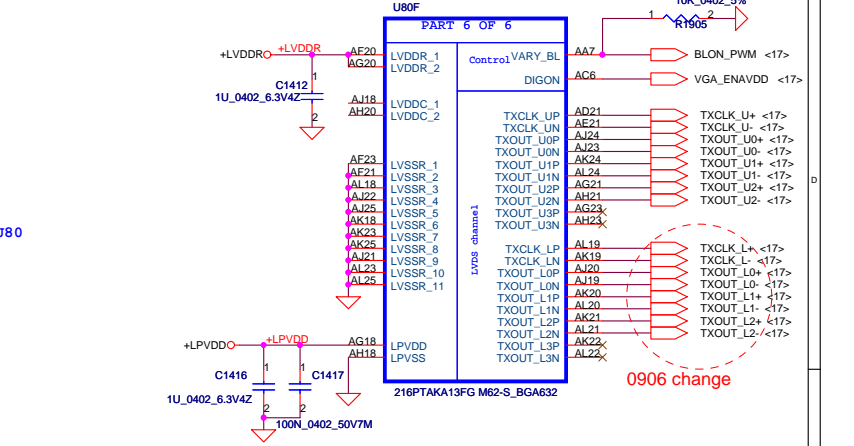 U80F
PART 6 OF 6
Control
LVDS channel
+LVDDR
+LVDDR
AF20 LVDDR_1
AG20 LVDDR_2
C1412
1U_0402_6.3V4Z
1
2
AJ18 LVDDC_1
AH20 LVDDC_2
AF23 LVSSR_1
AE21 LVSSR_2
AL18 LVSSR_3
AJ22 LVSSR_4
AJ25 LVSSR_5
AK18 LVSSR_6
AK23 LVSSR_7
AK25 LVSSR_8
AJ21 LVSSR_9
AL23 LVSSR_10
AL25 LVSSR_11
J80
+LPVDD
+LPVDD
AG18 LPVDD
AH18 LPVSS
1
1
C1416
C1417
1U_0402_6.3V4Z
2
2
100N_0402_50V7M
216PTAKA13FG M62-S_BGA632
10K_0402_5%
1
2
R1905
VARY_BL AA7 BLON_PWM <17>
DIGON AC6 VGA_ENAVDD <17>
TXCLK_UP AD21 TXCLK_U+ <17>
TXCLK_UN AE21 TXCLK_U- <17>
TXOUT_U0P AJ24 TXOUT_U0+ <17>
TXOUT_U0N AJ23 TXOUT_U0- <17>
TXOUT_U1P AK24 TXOUT_U1+ <17>
TXOUT_U1N AL24 TXOUT_U1- <17>
TXOUT_U2P AG21 TXOUT_U2+ <17>
TXOUT_U2N AH21 TXOUT_U2- <17>
TXOUT_U3P AG23
TXOUT_U3N AH23
TXCLK_LP AL19 TXCLK_L+ <17>
TXCLK_LN AK19 TXCLK_L- <17>
TXOUT_L0P AJ20 TXOUT_L0+ <17>
TXOUT_L0N AJ19 TXOUT_L0- <17>
TXOUT_L1P AK20 TXOUT_L1+ <17>
TXOUT_L1N AL20 TXOUT_L1- <17>
TXOUT_L2P AK21 TXOUT_L2+ <17>
TXOUT_L2N AL21 TXOUT_L2- <17>
TXOUT_L3P AK22
TXOUT_L3N AL22
0906 change
D